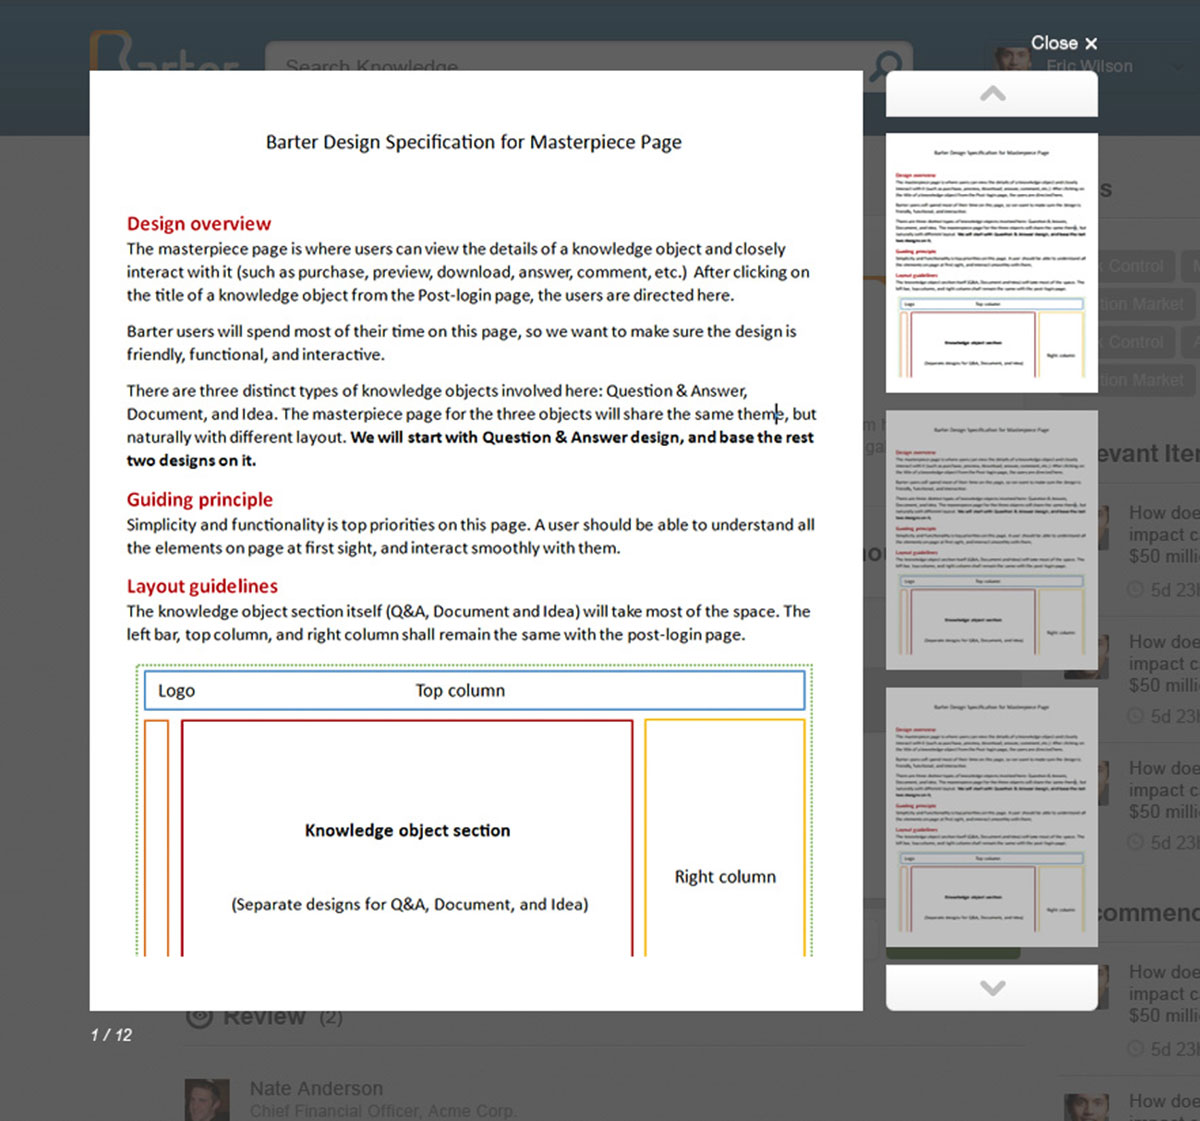 Barter
Search Knowledge
Close ×
Eric Wilson
Barter Design Specification for Masterpiece Page
Design overview
The masterpiece page is where users can view the details of a knowledge object and closely
interact with it (such as purchase, preview, download, answer, comment, etc.) After clicking on
the title of a knowledge object from the Post-login page, the users are directed here.
Barter users will spend most of their time on this page, so we want to make sure the design is
friendly, functional, and interactive.
There are three distinct types of knowledge objects involved here: Question & Answer,
Document, and Idea. The masterpiece page for the three objects will share the same theme, but
naturally with different layout. We will start with Question & Answer design, and base the rest
two designs on it.
Guiding principle
Simplicity and functionality is top priorities on this page. A user should be able to understand all
the elements on page at first sight, and interact smoothly with them.
Layout guidelines
The knowledge object section itself (Q&A, Document and Idea) will take most of the space. The
left bar, top column, and right column shall remain the same with the post-login page.
Logo Top column
Knowledge object section
Right column
(Separate designs for Q&A, Document, and Idea)
1 / 12
Review (2)
Nate Anderson
Chief Financial Officer, Acme Corp.
Control
tion Market
Control
tion Market
evant Iter
How doe
impact c
$50 milli
5d 23h
How doe
impact c
$50 milli
5d 23h
How doe
impact c
$50 milli
5d 23h
commend
How doe
impact c
$50 milli
5d 23h
How doe